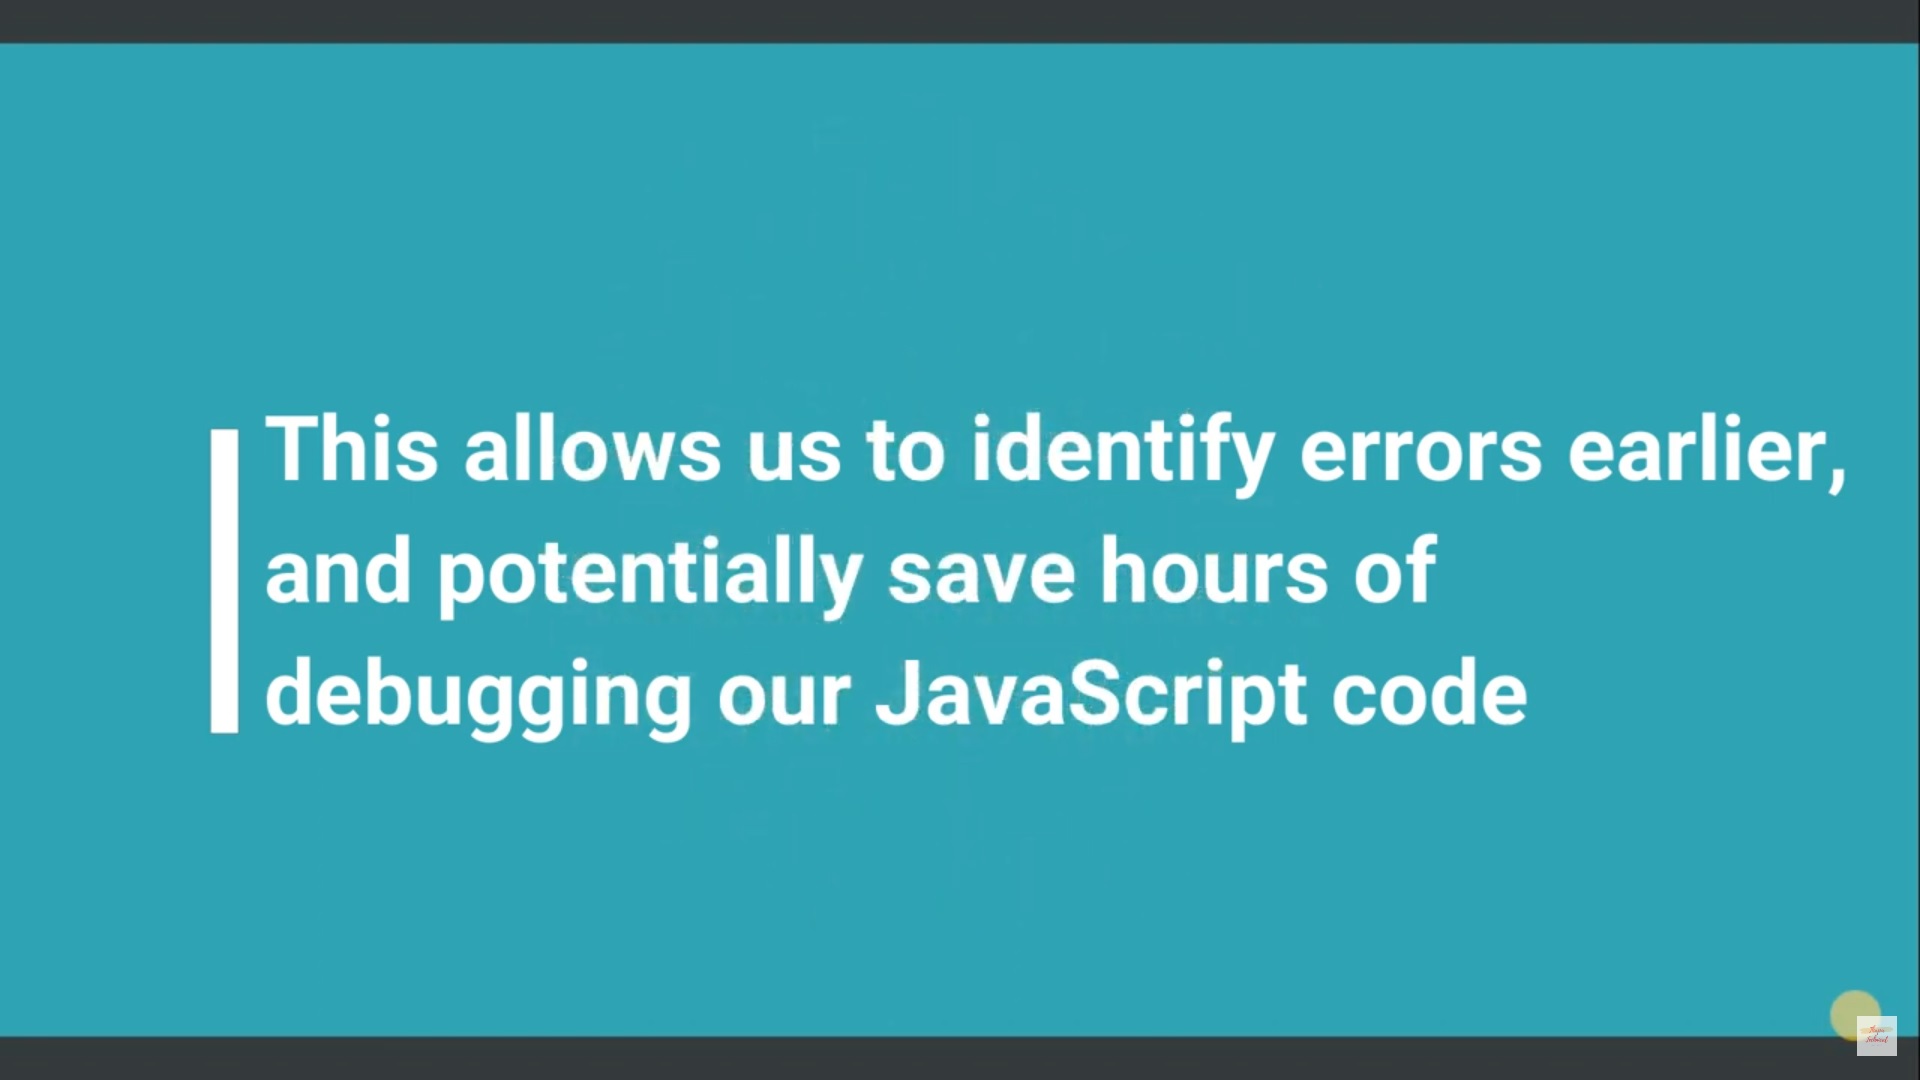 This allows us to identify errors earlier,
and potentially save hours of
debugging our JavaScript code